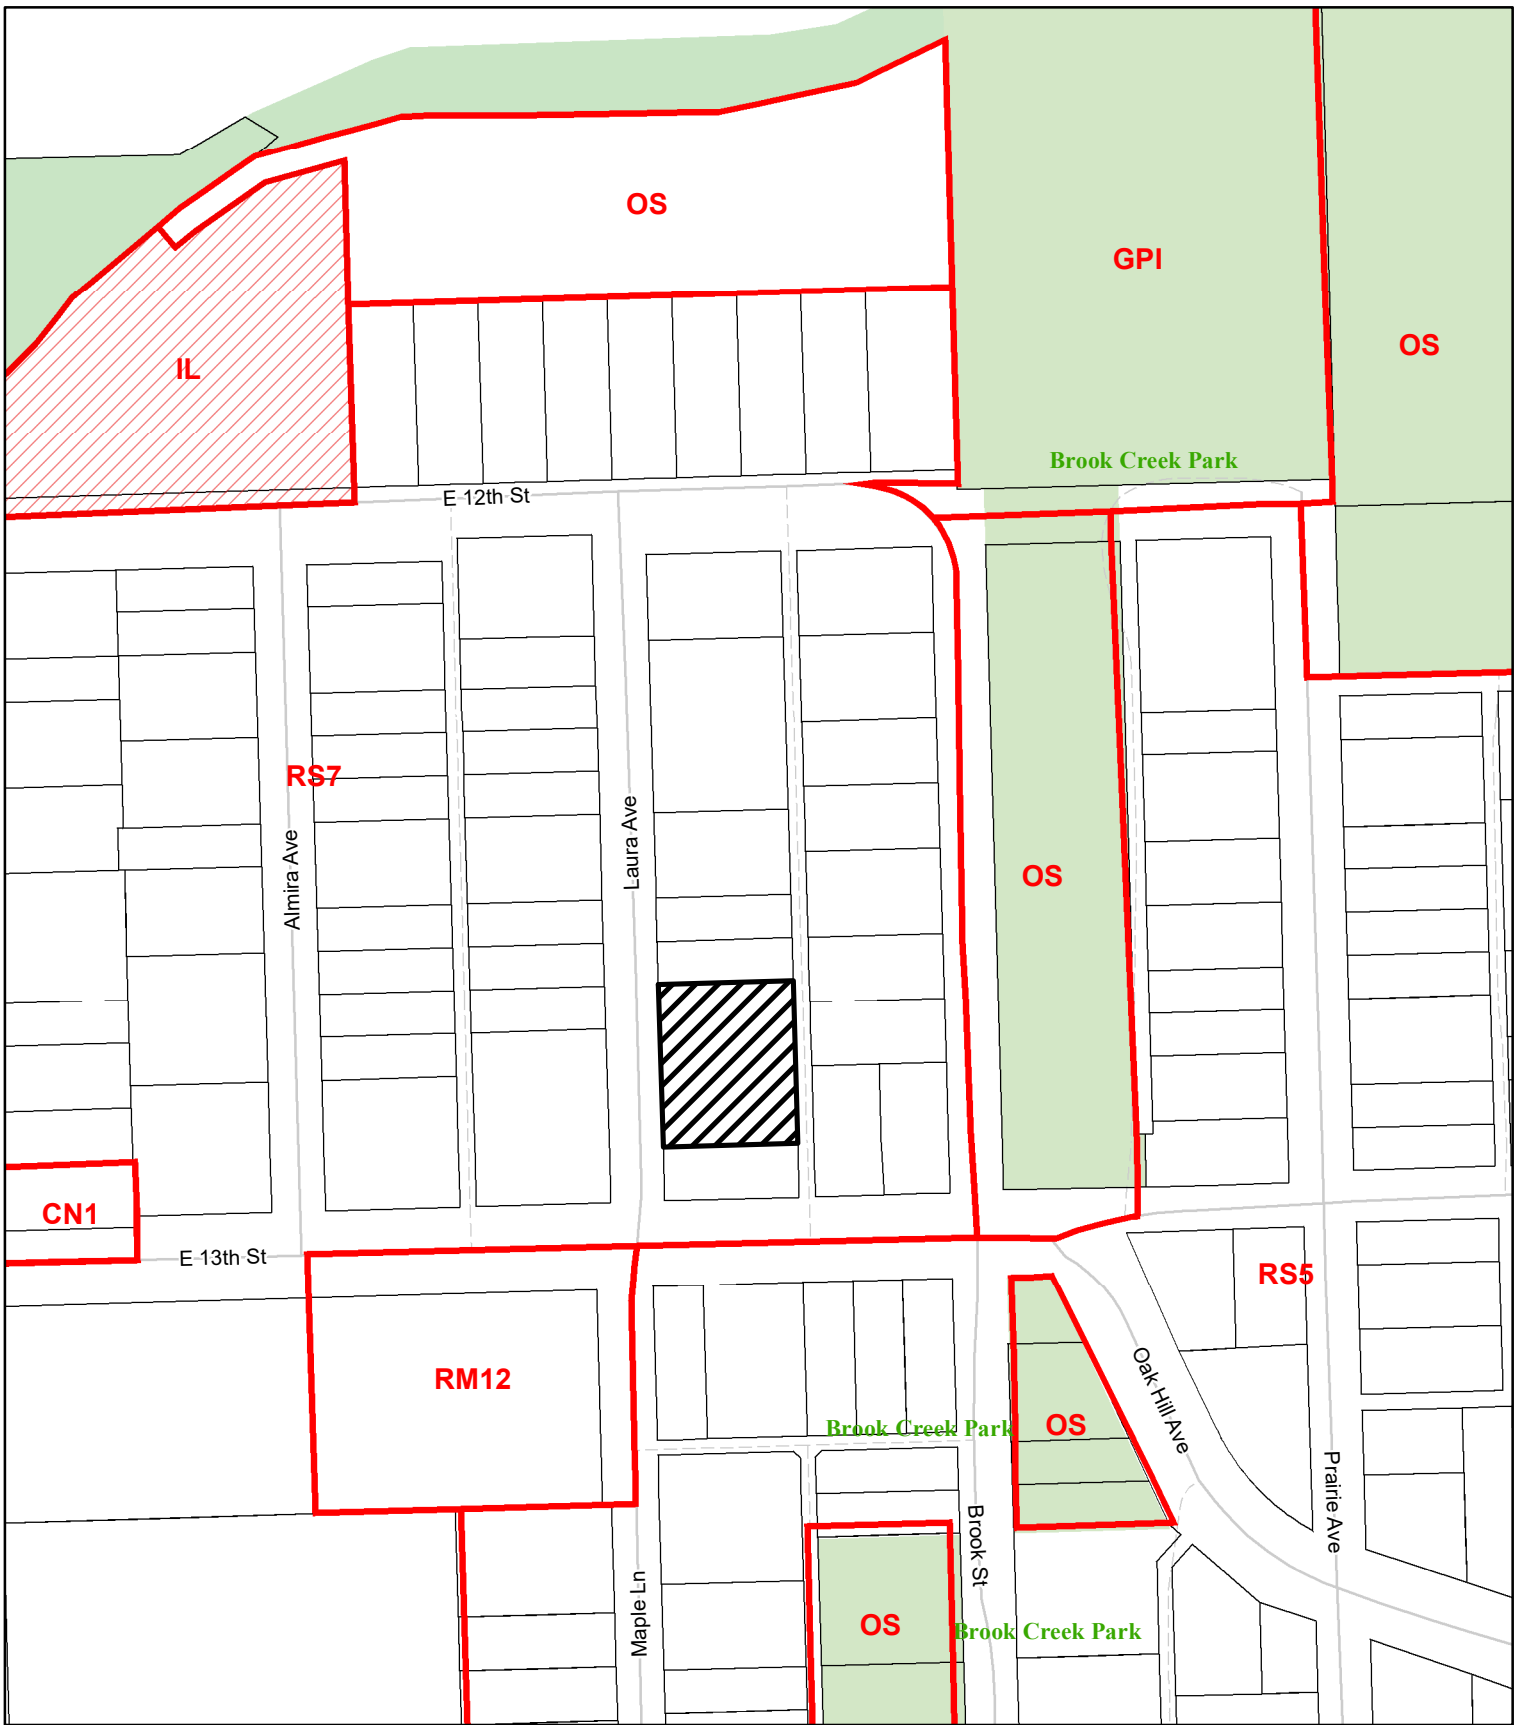 OS
GPI
OS
IL
Brook Creek Park
E 12th St
RS7
Almira Ave
Laura Ave
OS
CN1
E 13th St
RS5
RM12
Oak Hill Ave
Brook Creek Park
OS
Prairie Ave
Brook St
Maple Ln
OS
Brook Creek Park